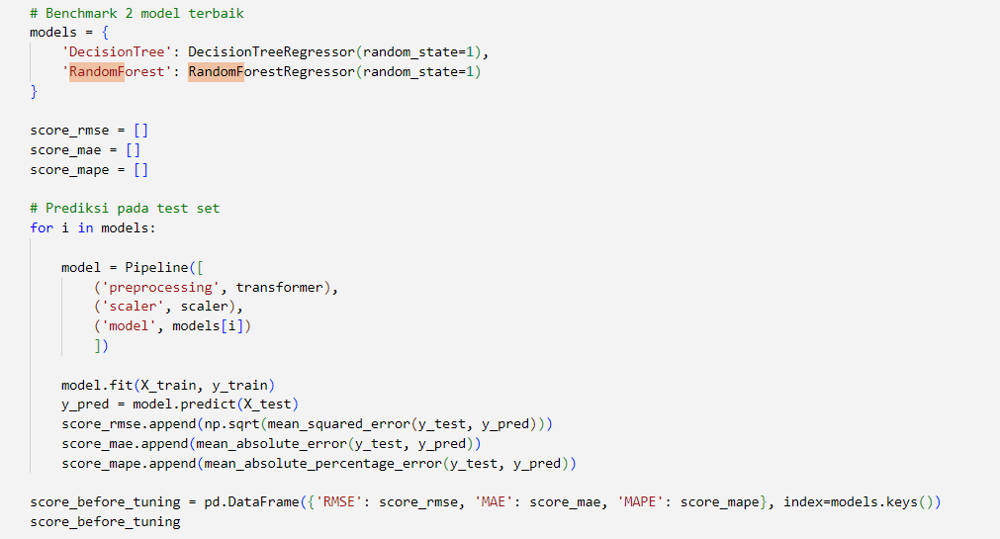 # Benchmark 2 model terbaik
models = {
    'DecisionTree': DecisionTreeRegressor(random_state=1),
    'RandomForest': RandomForestRegressor(random_state=1)
}
score_rmse = []
score_mae = []
score_mape = []
# Prediksi pada test set
for i in models:
    model = Pipeline([
        ('preprocessing', transformer),
        ('scaler', scaler),
        ('model', models[i])
        ])
    model.fit(X_train, y_train)
    y_pred = model.predict(X_test)
    score_rmse.append(np.sqrt(mean_squared_error(y_test, y_pred)))
    score_mae.append(mean_absolute_error(y_test, y_pred))
    score_mape.append(mean_absolute_percentage_error(y_test, y_pred))
score_before_tuning = pd.DataFrame({'RMSE': score_rmse, 'MAE': score_mae, 'MAPE': score_mape}, index=models.keys())
score_before_tuning